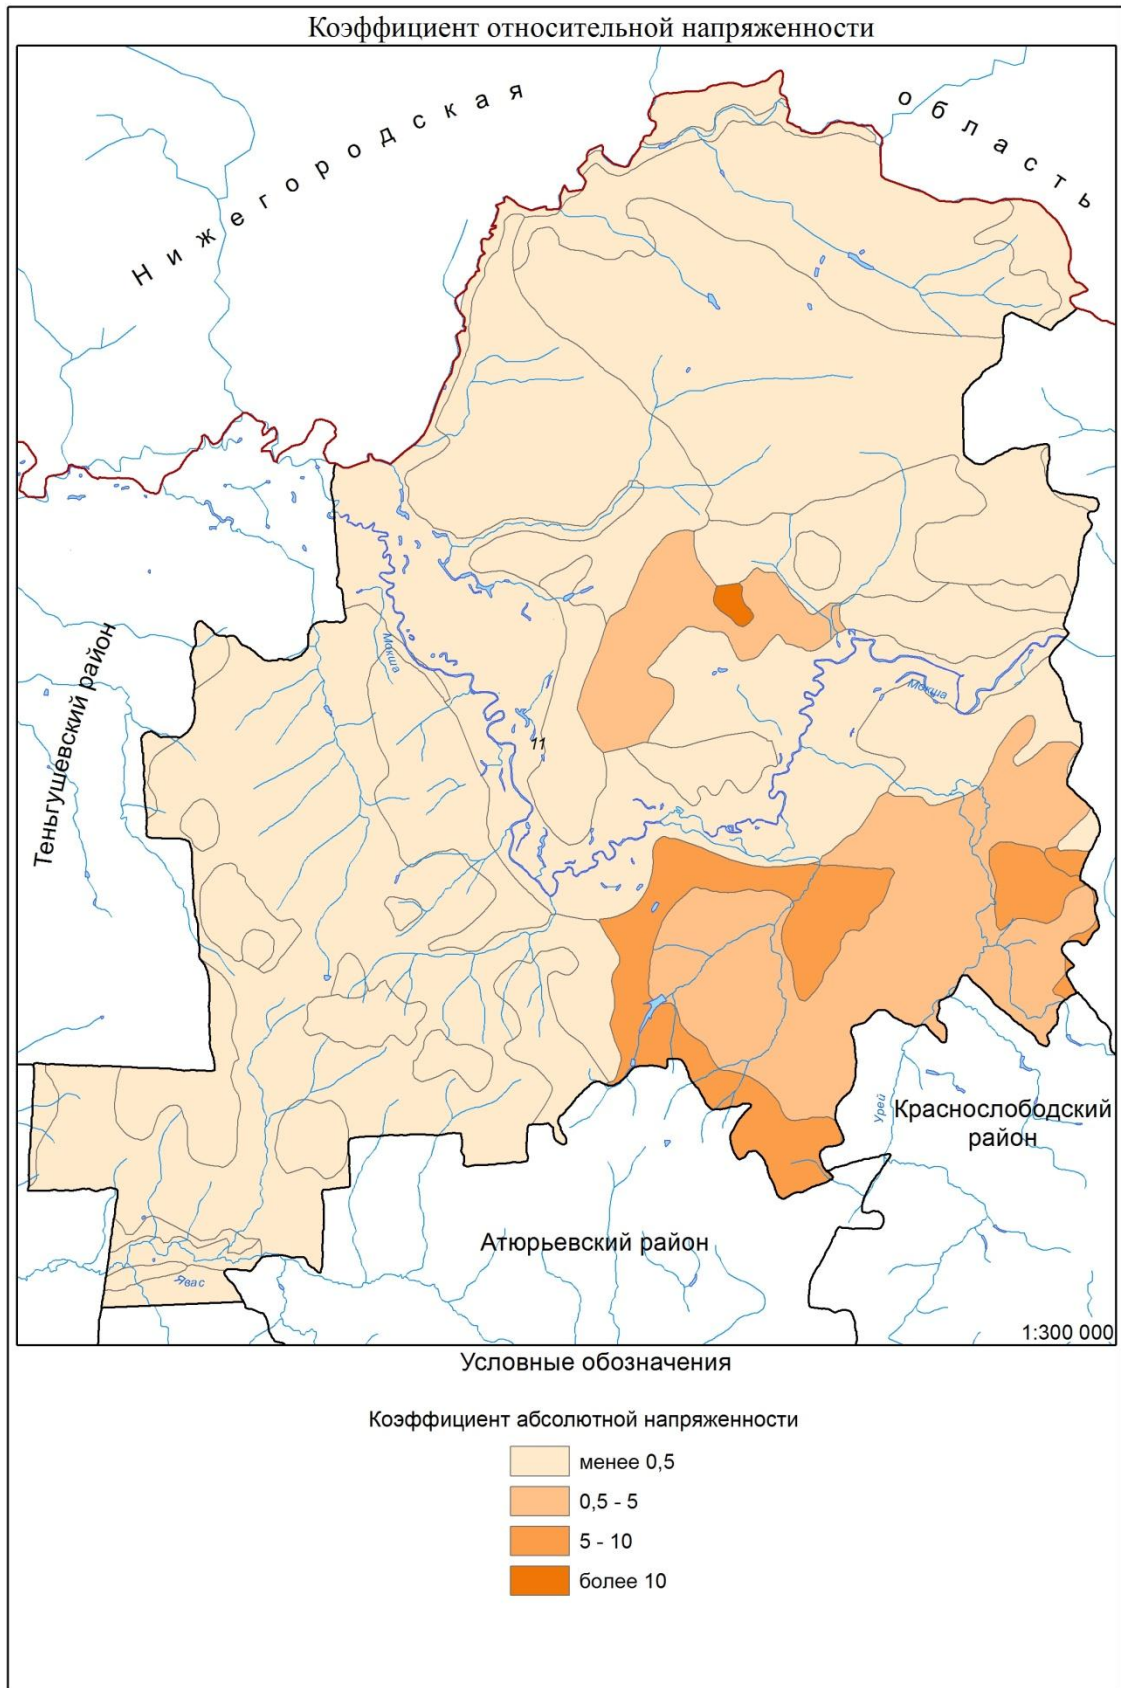 Коэффициент относительной напряженности
Нижегородская
область
Теньгушевский район
Мокша
Мокша
11
Урей
Краснослободский
район
Атюрьевский район
Явас
1:300 000
Условные обозначения
Коэффициент абсолютной напряженности
менее 0,5
0,5 - 5
5 - 10
более 10